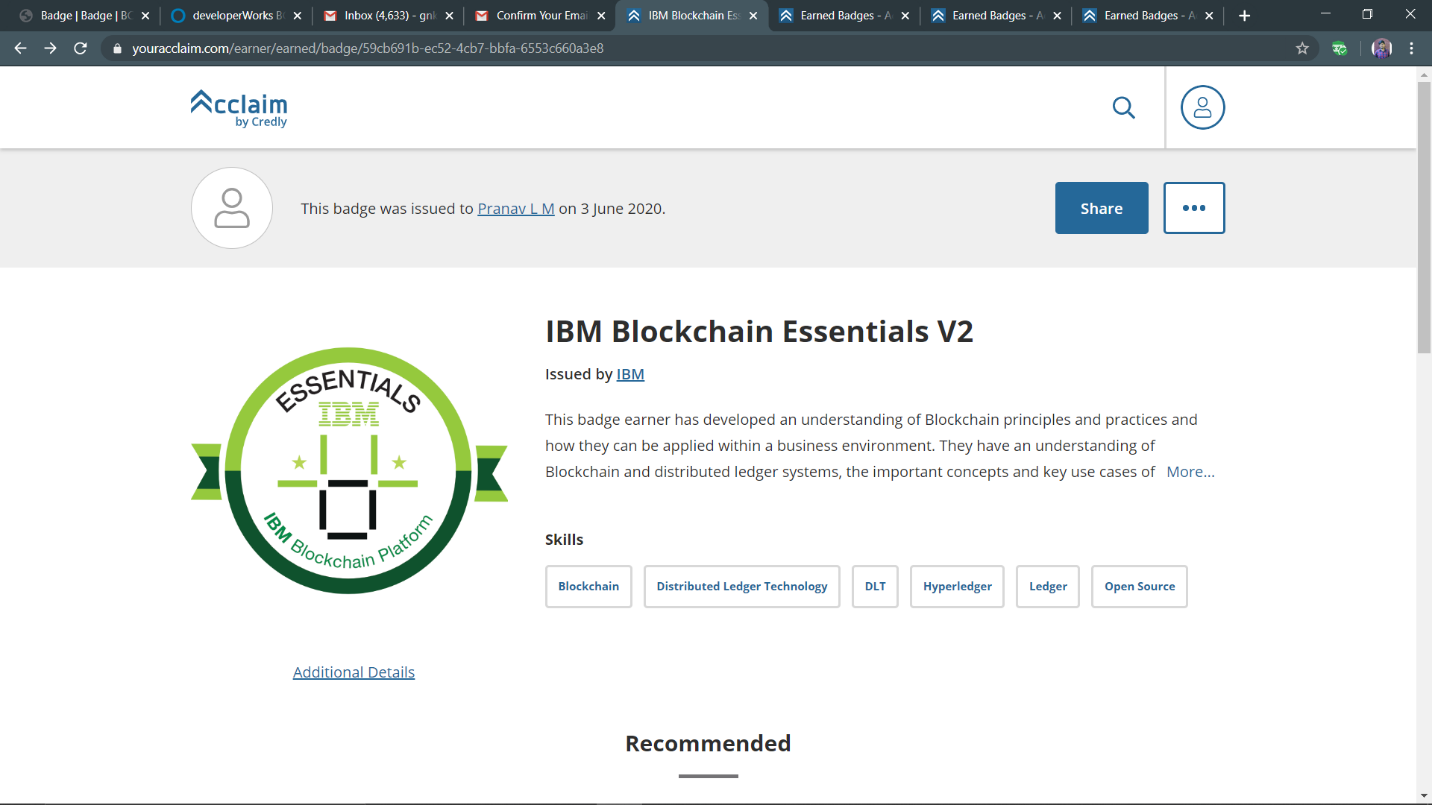 Badge | Badge | BC
developerWorks BC
Inbox (4,633) - gnk
Confirm Your Emai
IBM Blockchain Ess
Earned Badges - A
Earned Badges - A
Earned Badges - A
youracclaim.com/earner/earned/badge/59cb691b-ec52-4cb7-bbfa-6553c660a3e8
cclaim
by Credly
This badge was issued to Pranav L M on 3 June 2020.
Share
IBM Blockchain Essentials V2
Issued by IBM
This badge earner has developed an understanding of Blockchain principles and practices and
how they can be applied within a business environment. They have an understanding of
Blockchain and distributed ledger systems, the important concepts and key use cases of More...
ESSENTIALS
IBM
IBM Blockchain Platform
Skills
Blockchain
Distributed Ledger Technology
DLT
Hyperledger
Ledger
Open Source
Additional Details
Recommended